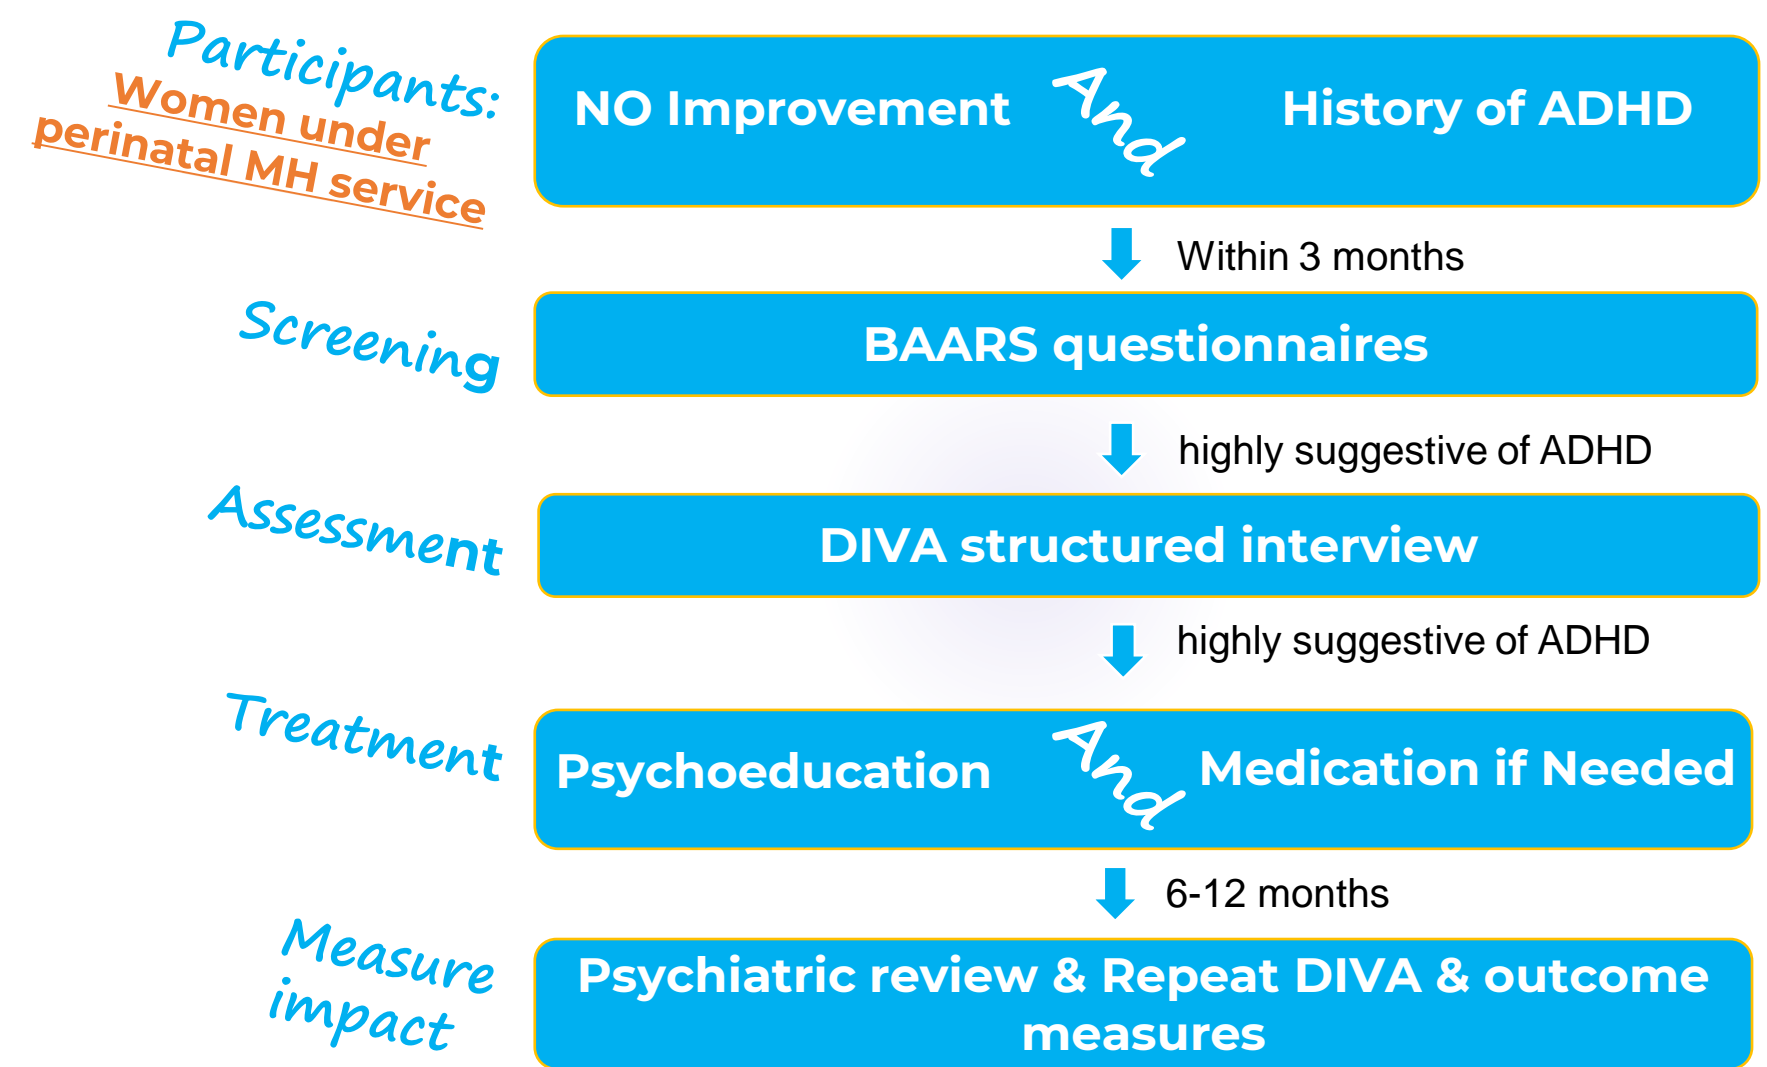 Participants:
Women under
perinatal MH service
NO Improvement And History of ADHD
Within 3 months
Screening
BAARS questionnaires
highly suggestive of ADHD
Assessment
DIVA structured interview
highly suggestive of ADHD
Treatment
Psychoeducation And Medication if Needed
6-12 months
Measure
impact
Psychiatric review & Repeat DIVA & outcome
measures